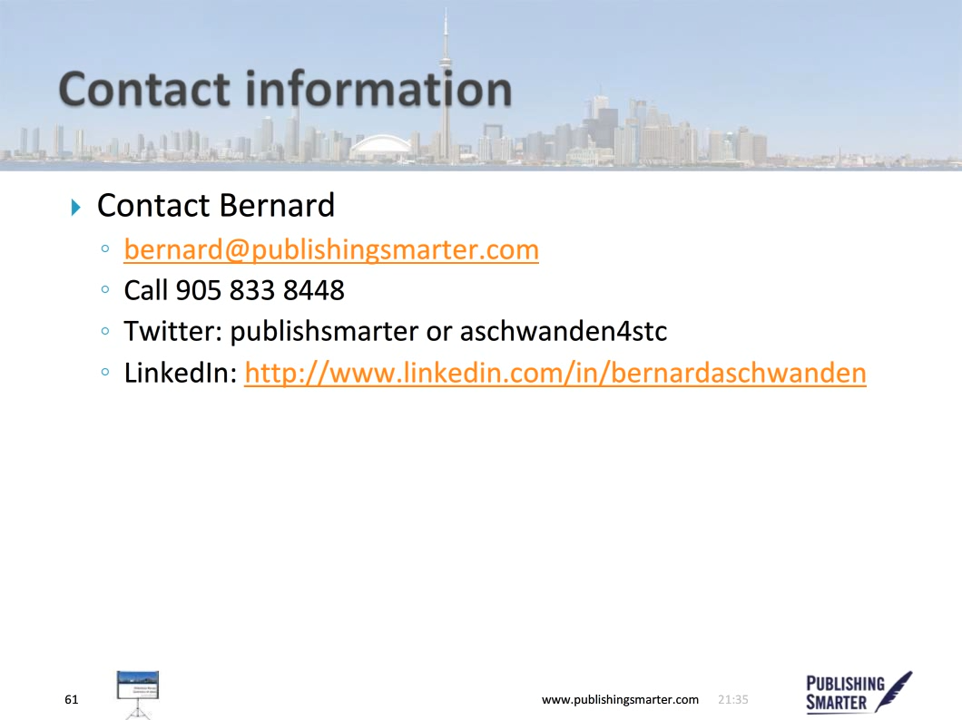 Contact information
Contact Bernard
bernard@publishingsmarter.com
Call 905 833 8448
Twitter: publishsmarter or aschwanden4stc
LinkedIn: http://www.linkedin.com/in/bernardaschwanden
61
www.publishingsmarter.com
21:35
PUBLISHING
SMARTER